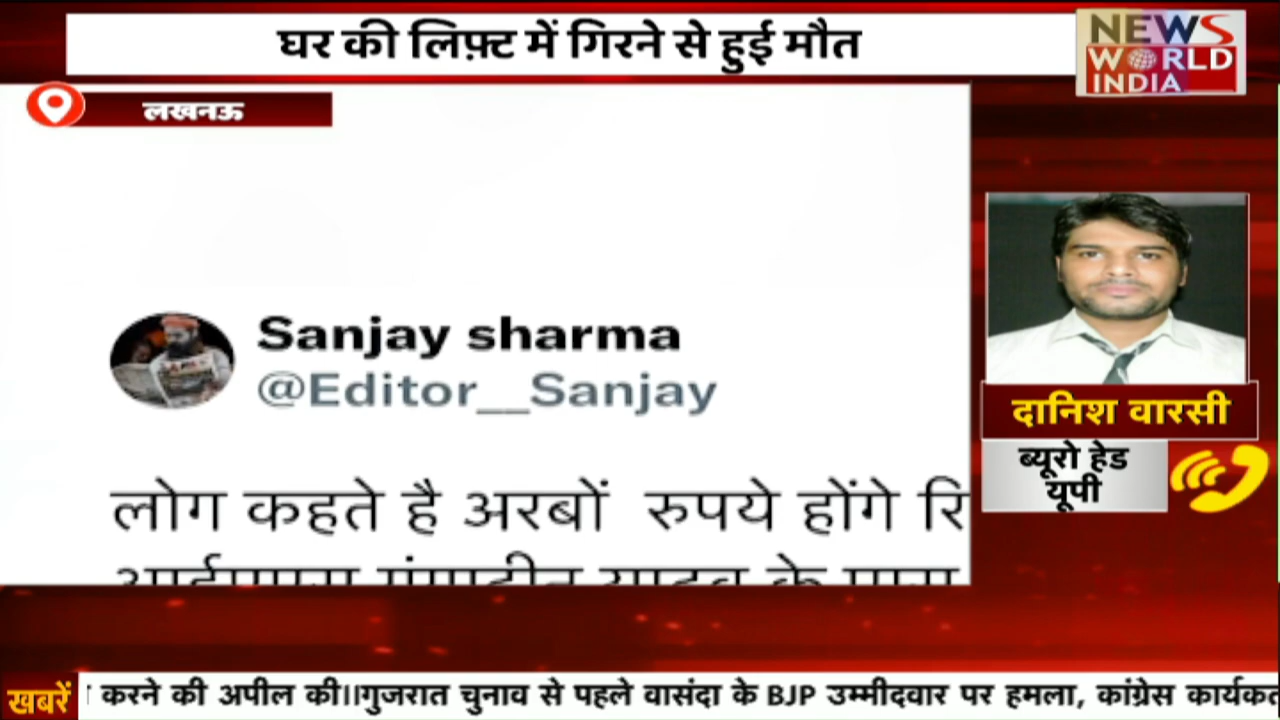 घर की लिफ़्ट में गिरने से हुई मौत
NEWS
WORLD
INDIA
लखनऊ
Sanjay sharma
@Editor__Sanjay
लोग कहते है अरबों रुपये होंगे रि
दानिश वारसी
ब्यूरो हेड
यूपी
खबरें करने की अपील की।।गुजरात चुनाव से पहले वासंदा के BJP उम्मीदवार पर हमला, कांग्रेस